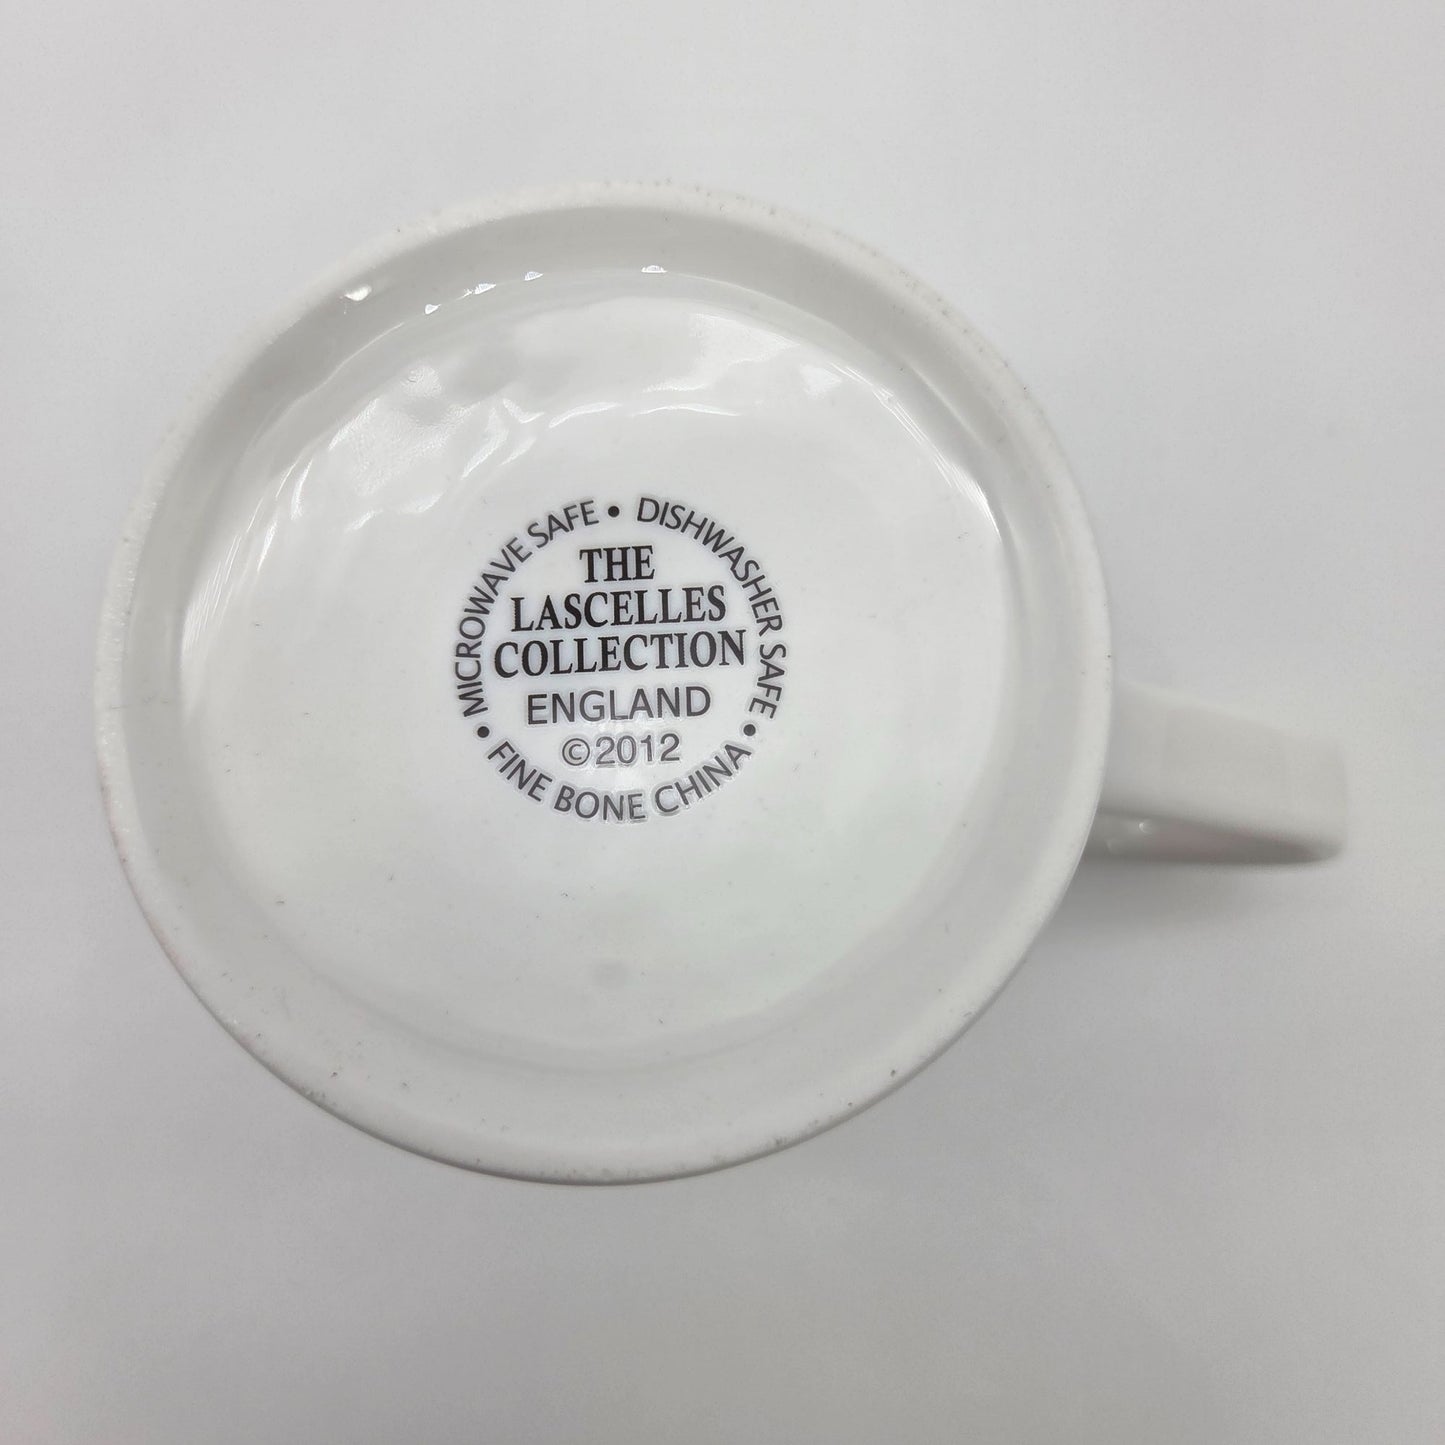 MICROWAVE SAFE • DISHWASHER SAFE • FINE BONE CHINA •
THE
LASCELLES
COLLECTION
ENGLAND
©2012